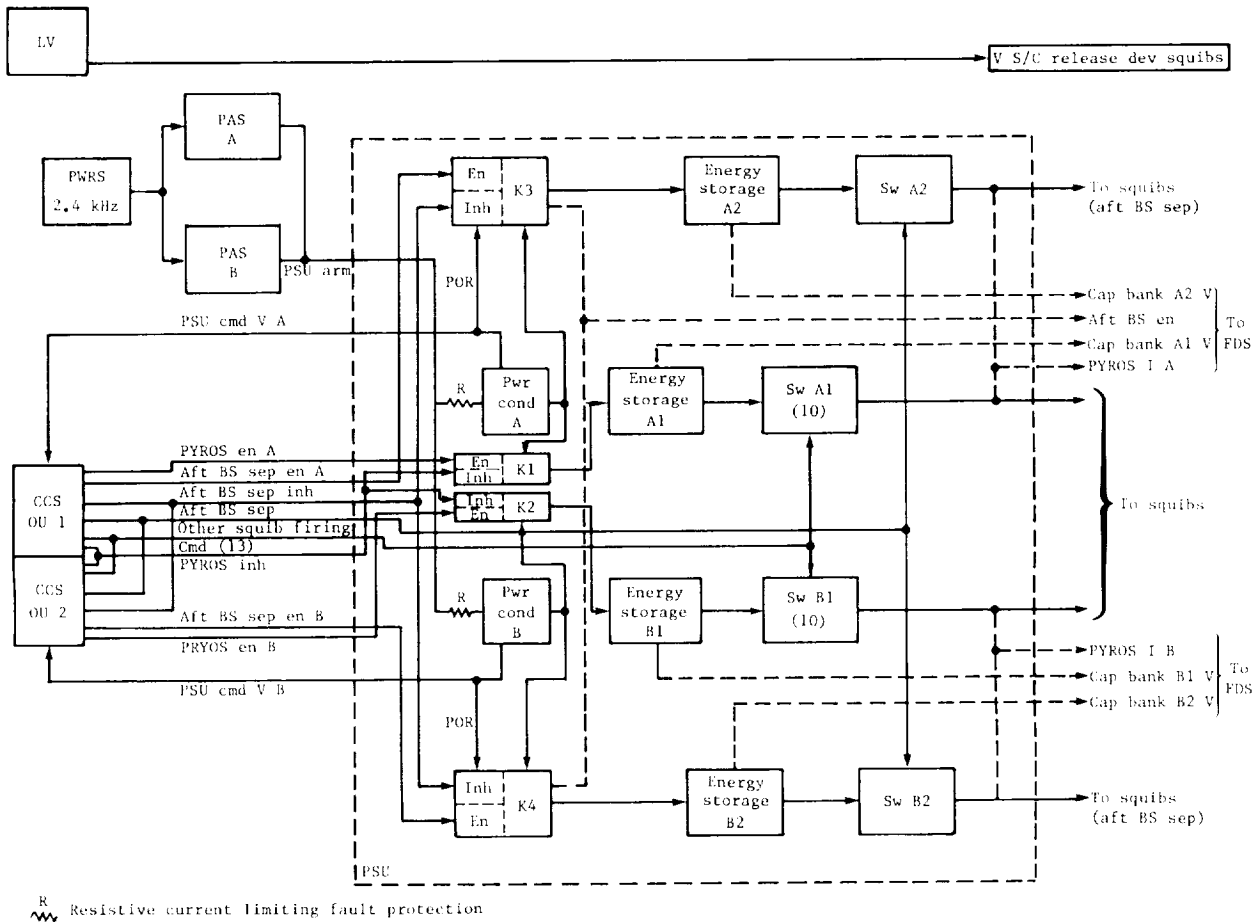 LV
V S/C release dev squibs
PAS
A
PWRS
2.4 kHz
PAS
B
PSU arm
En
Inh
K3
Energy
storage
A2
Sw A2
To squibs
(aft BS sep)
POR
PSU cmd V A
Cap bank A2 V
Aft BS en
Cap bank A1 V
PYROS I A
To
FDS
R
Pwr
cond
A
Energy
storage
A1
Sw A1
(10)
PYROS en A
Aft BS sep en A
Aft BS sep inh
Aft BS sep
Other squib firing
Cmd (13)
PYROS inh
En
Inh
K1
Inh
En
K2
CCS
OU 1
CCS
OU 2
To squibs
R
Pwr
cond
B
Energy
storage
B1
Sw B1
(10)
Aft BS sep en B
PRYOS en B
PSU cmd V B
PYROS I B
Cap bank B1 V
Cap bank B2 V
To
FDS
POR
Inh
En
K4
Energy
storage
B2
Sw B2
To squibs
(aft BS sep)
PSU
R
Resistive current limiting fault protection